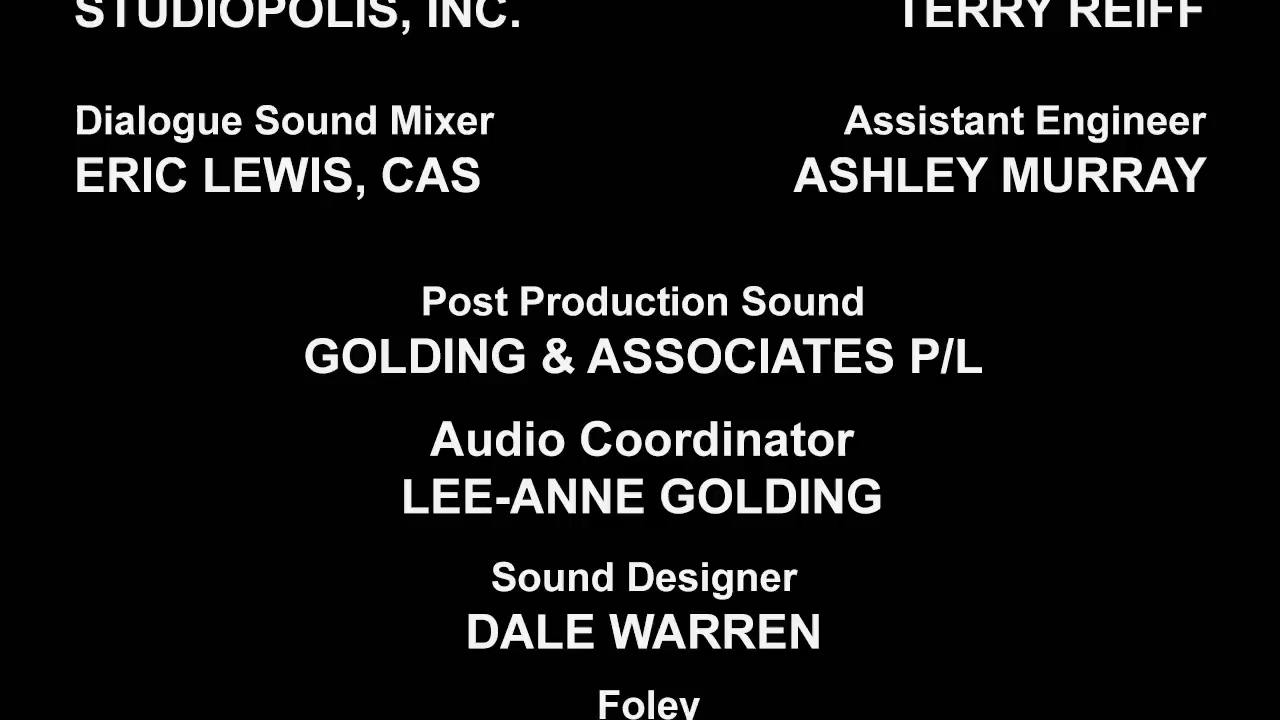 STUDIOPOLIS, INC.
TERRY REIFF
Dialogue Sound Mixer
ERIC LEWIS, CAS
Assistant Engineer
ASHLEY MURRAY
Post Production Sound
GOLDING & ASSOCIATES P/L
Audio Coordinator
LEE-ANNE GOLDING
Sound Designer
DALE WARREN
Foley